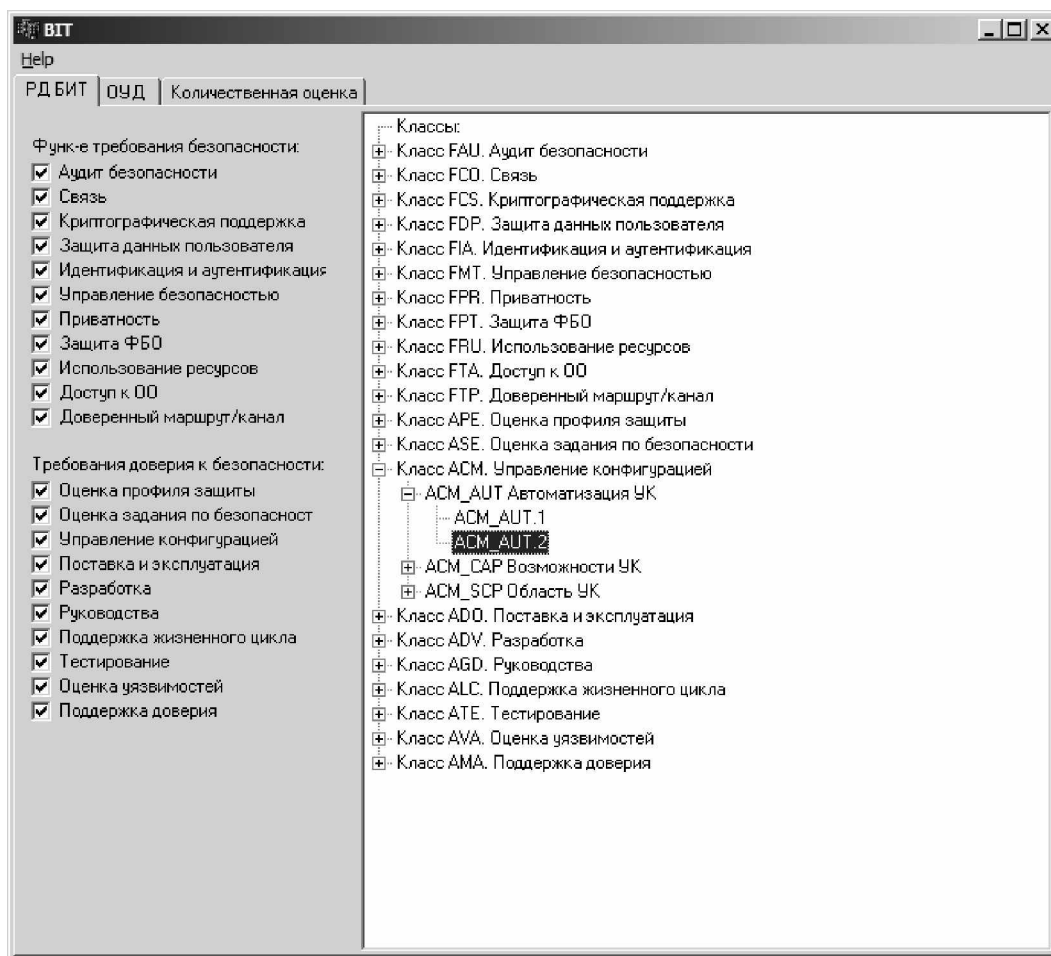 BIT
Help
РД БИТ
ОУД
Количественная оценка
Функ-е требования безопасности:
Аудит безопасности
Связь
Криптографическая поддержка
Защита данных пользователя
Идентификация и аутентификация
Управление безопасностью
Приватность
Защита ФБО
Использование ресурсов
Доступ к ОО
Доверенный маршрут/канал
Требования доверия к безопасности:
Оценка профиля защиты
Оценка задания по безопасност
Управление конфигурацией
Поставка и эксплуатация
Разработка
Руководства
Поддержка жизненного цикла
Тестирование
Оценка уязвимостей
Поддержка доверия
Классы:
Класс FAU. Аудит безопасности
Класс FCO. Связь
Класс FCS. Криптографическая поддержка
Класс FDP. Защита данных пользователя
Класс FIA. Идентификация и аутентификация
Класс FMT. Управление безопасностью
Класс FPR. Приватность
Класс FPT. Защита ФБО
Класс FRU. Использование ресурсов
Класс FTA. Доступ к ОО
Класс FTP. Доверенный маршрут/канал
Класс APE. Оценка профиля защиты
Класс ASE. Оценка задания по безопасности
Класс ACM. Управление конфигурацией
ACM_AUT Автоматизация УК
ACM_AUT.1
ACM_AUT.2
ACM_CAP Возможности УК
ACM_SCP Область УК
Класс ADO. Поставка и эксплуатация
Класс ADV. Разработка
Класс AGD. Руководства
Класс ALC. Поддержка жизненного цикла
Класс ATE. Тестирование
Класс AVA. Оценка уязвимостей
Класс AMA. Поддержка доверия